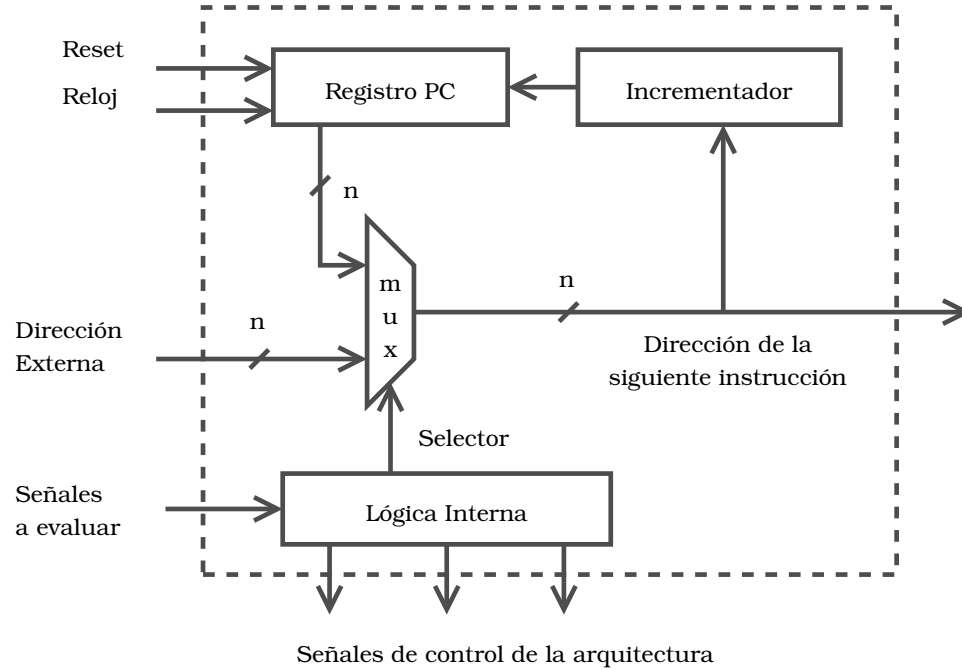 Reset
Reloj
Registro PC
Incrementador
n
m
u
x
n
n
Dirección
Externa
Dirección de la
siguiente instrucción
Selector
Señales
a evaluar
Lógica Interna
Señales de control de la arquitectura